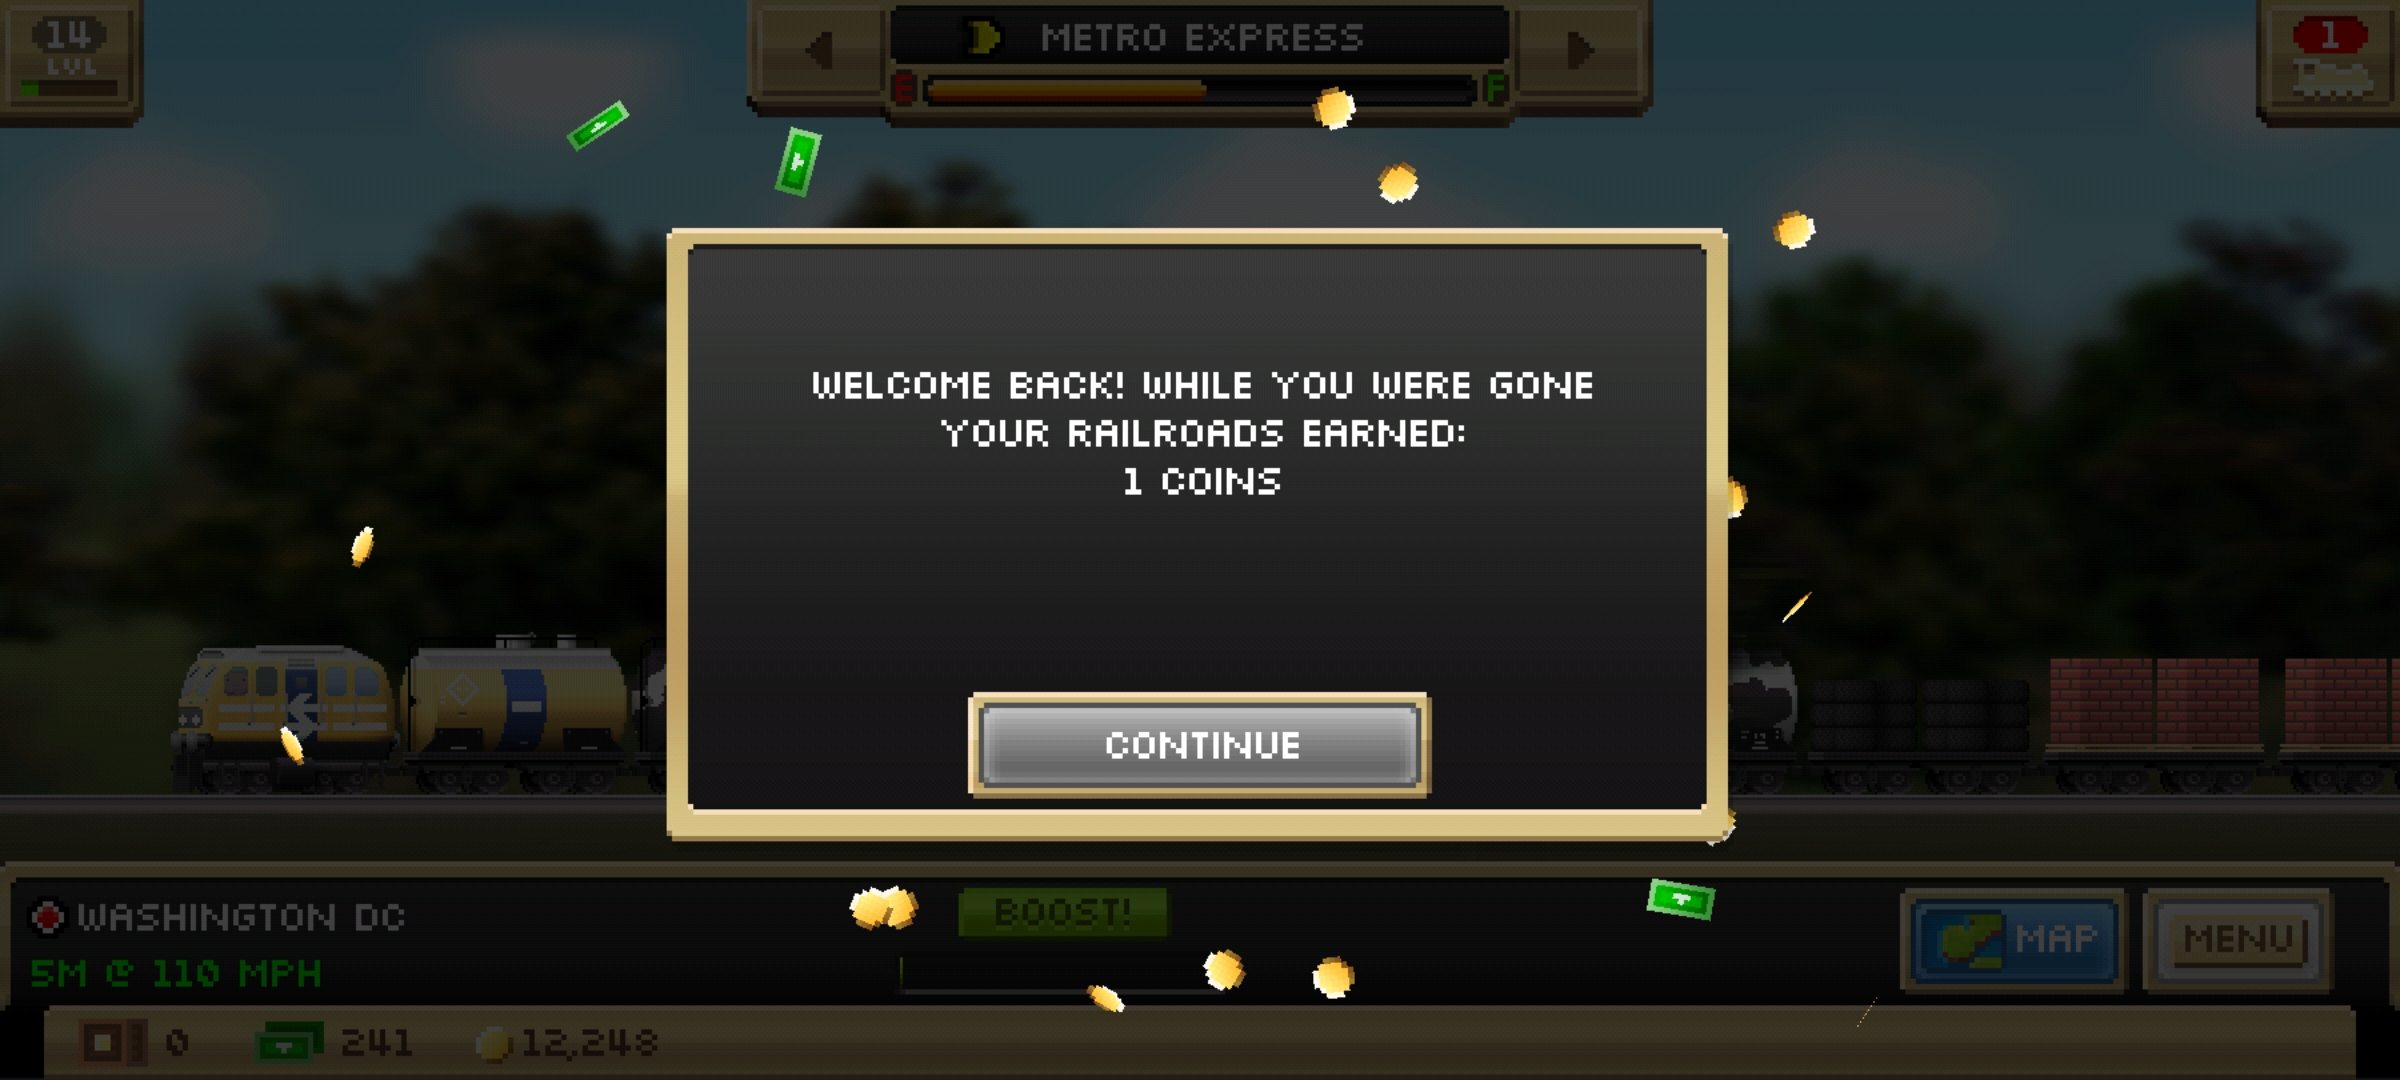 14
LVL
METRO EXPRESS
E F
1
WELCOME BACK! WHILE YOU WERE GONE
YOUR RAILROADS EARNED:
1 COINS
CONTINUE
WASHINGTON DC
5M @ 110 MPH
BOOST!
MAP
MENU
0 241 12,248